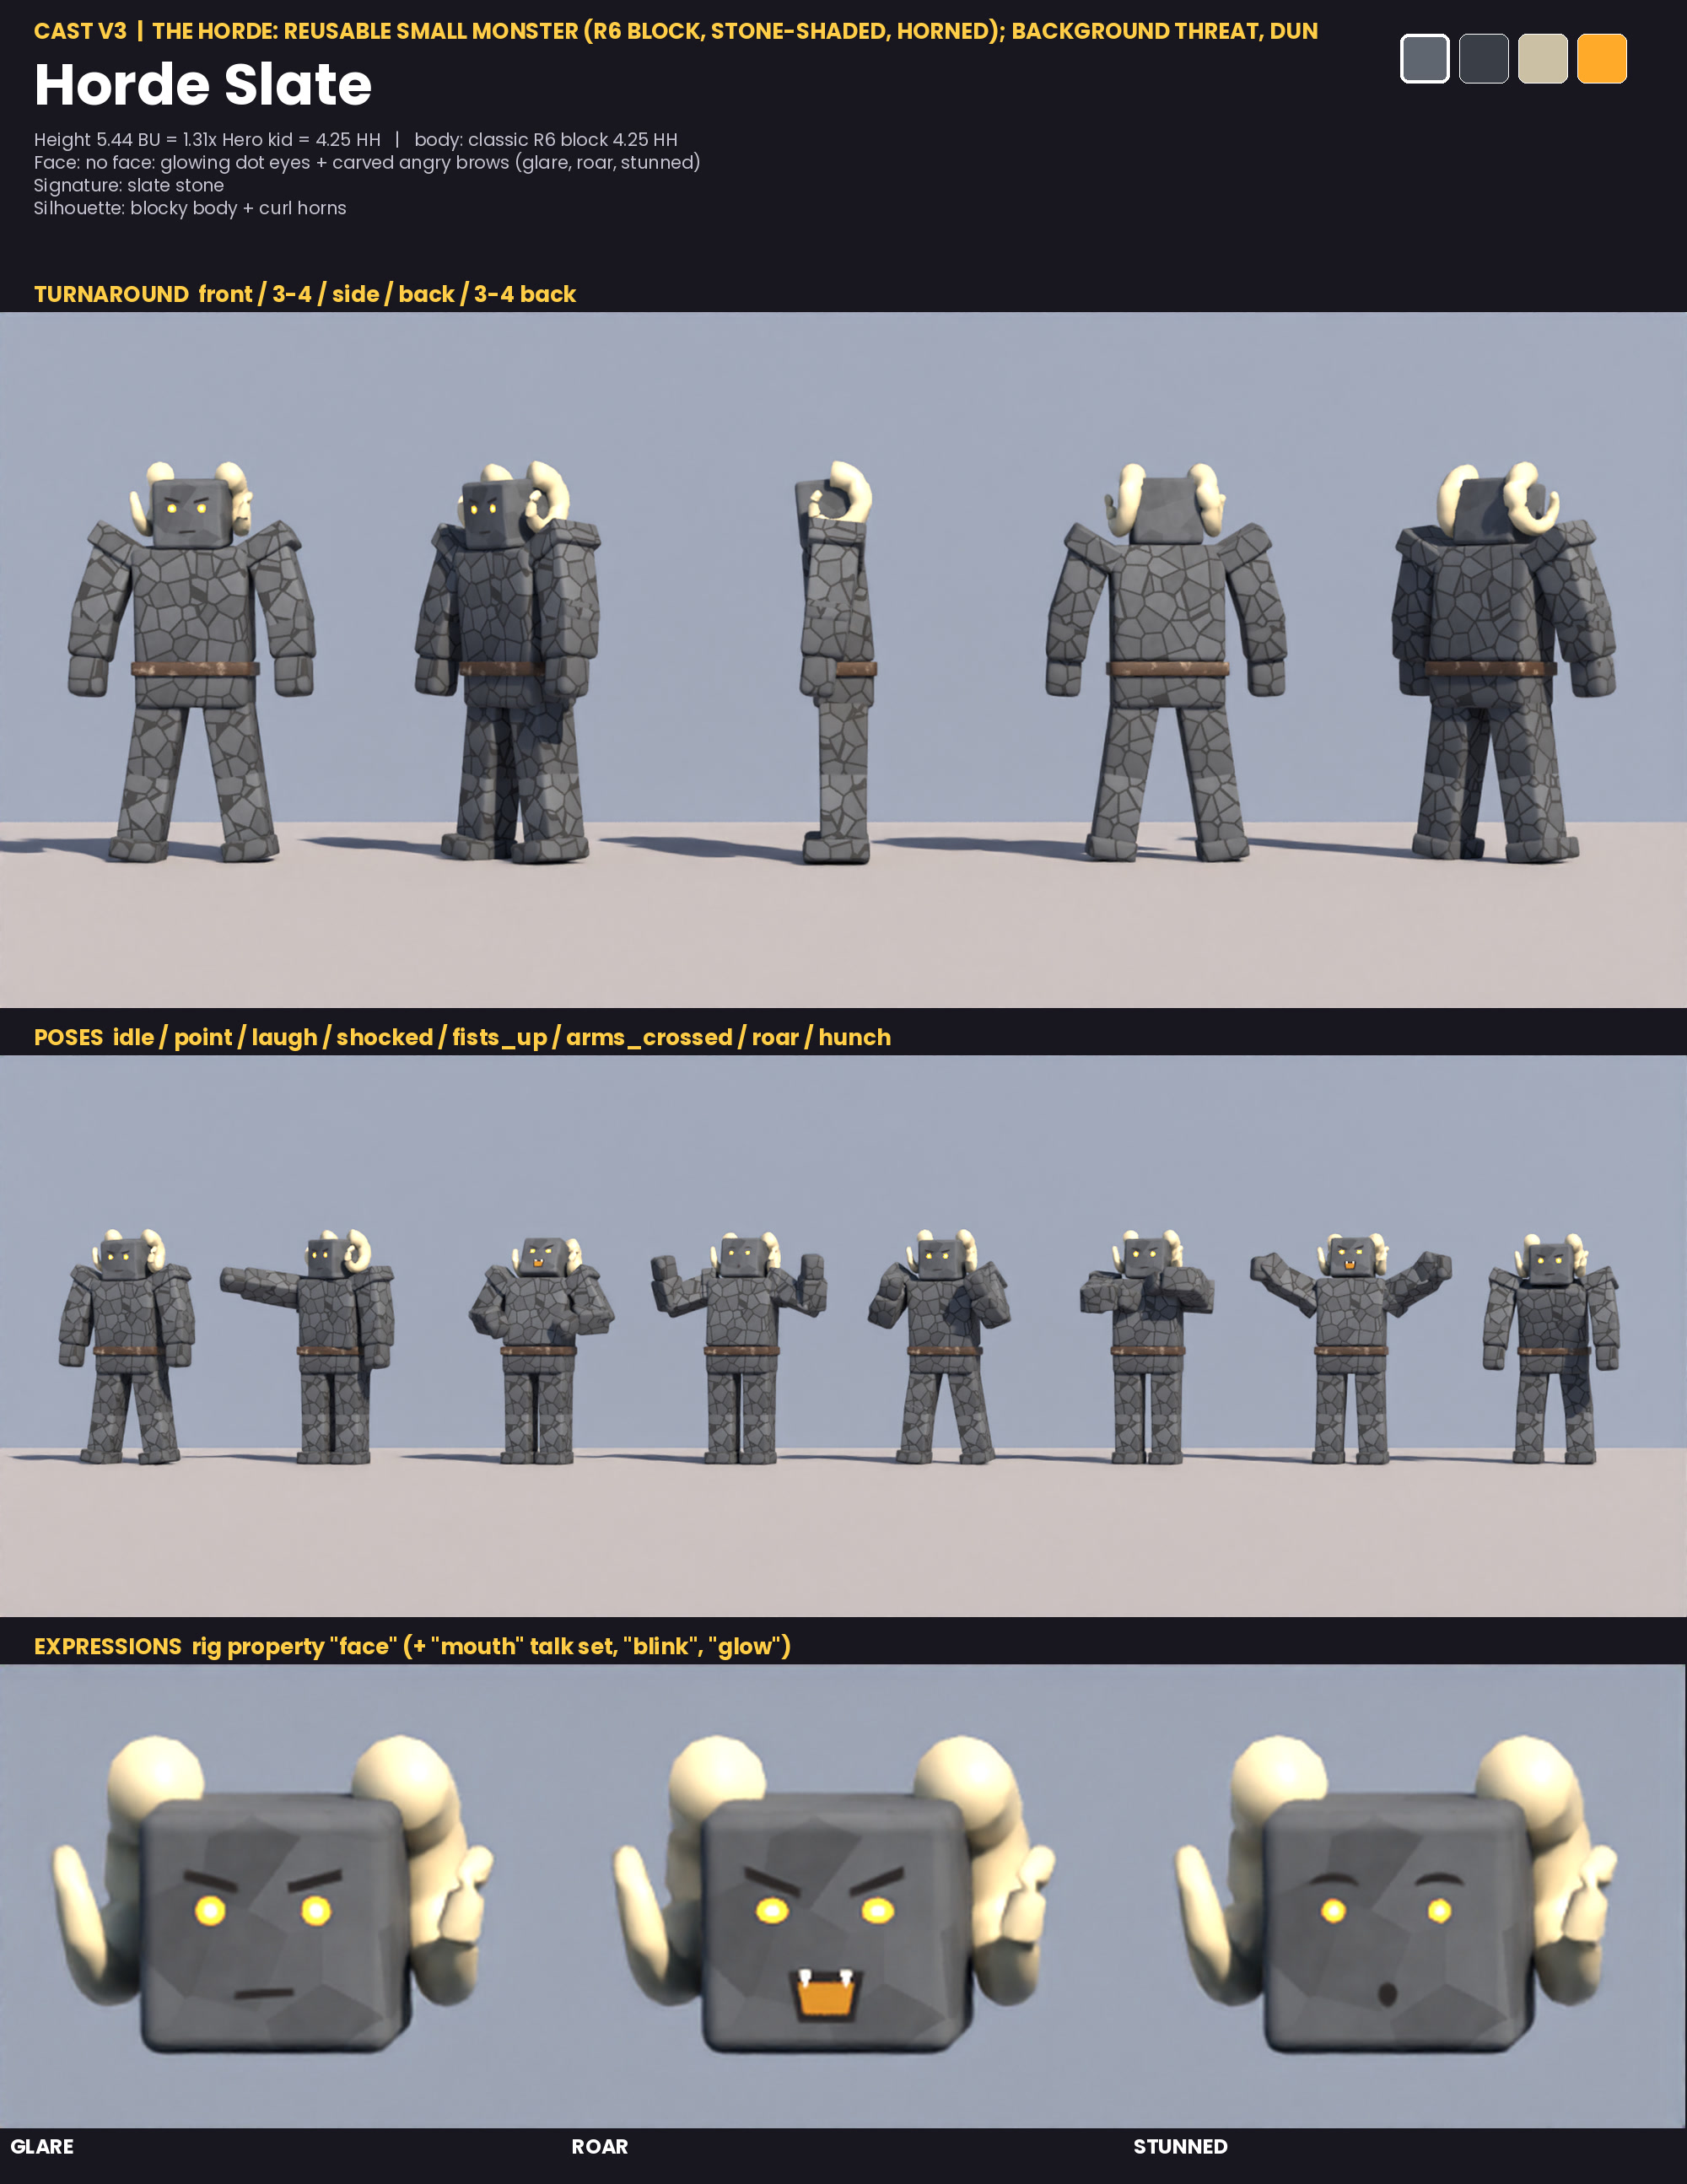 CAST V3 | THE HORDE: REUSABLE SMALL MONSTER (R6 BLOCK, STONE-SHADED, HORNED); BACKGROUND THREAT, DUN
Horde Slate
Height 5.44 BU = 1.31x Hero kid = 4.25 HH | body: classic R6 block 4.25 HH
Face: no face: glowing dot eyes + carved angry brows (glare, roar, stunned)
Signature: slate stone
Silhouette: blocky body + curl horns
TURNAROUND front / 3-4 / side / back / 3-4 back
POSES idle / point / laugh / shocked / fists_up / arms_crossed / roar / hunch
EXPRESSIONS rig property "face" (+ "mouth" talk set, "blink", "glow")
GLARE
ROAR
STUNNED